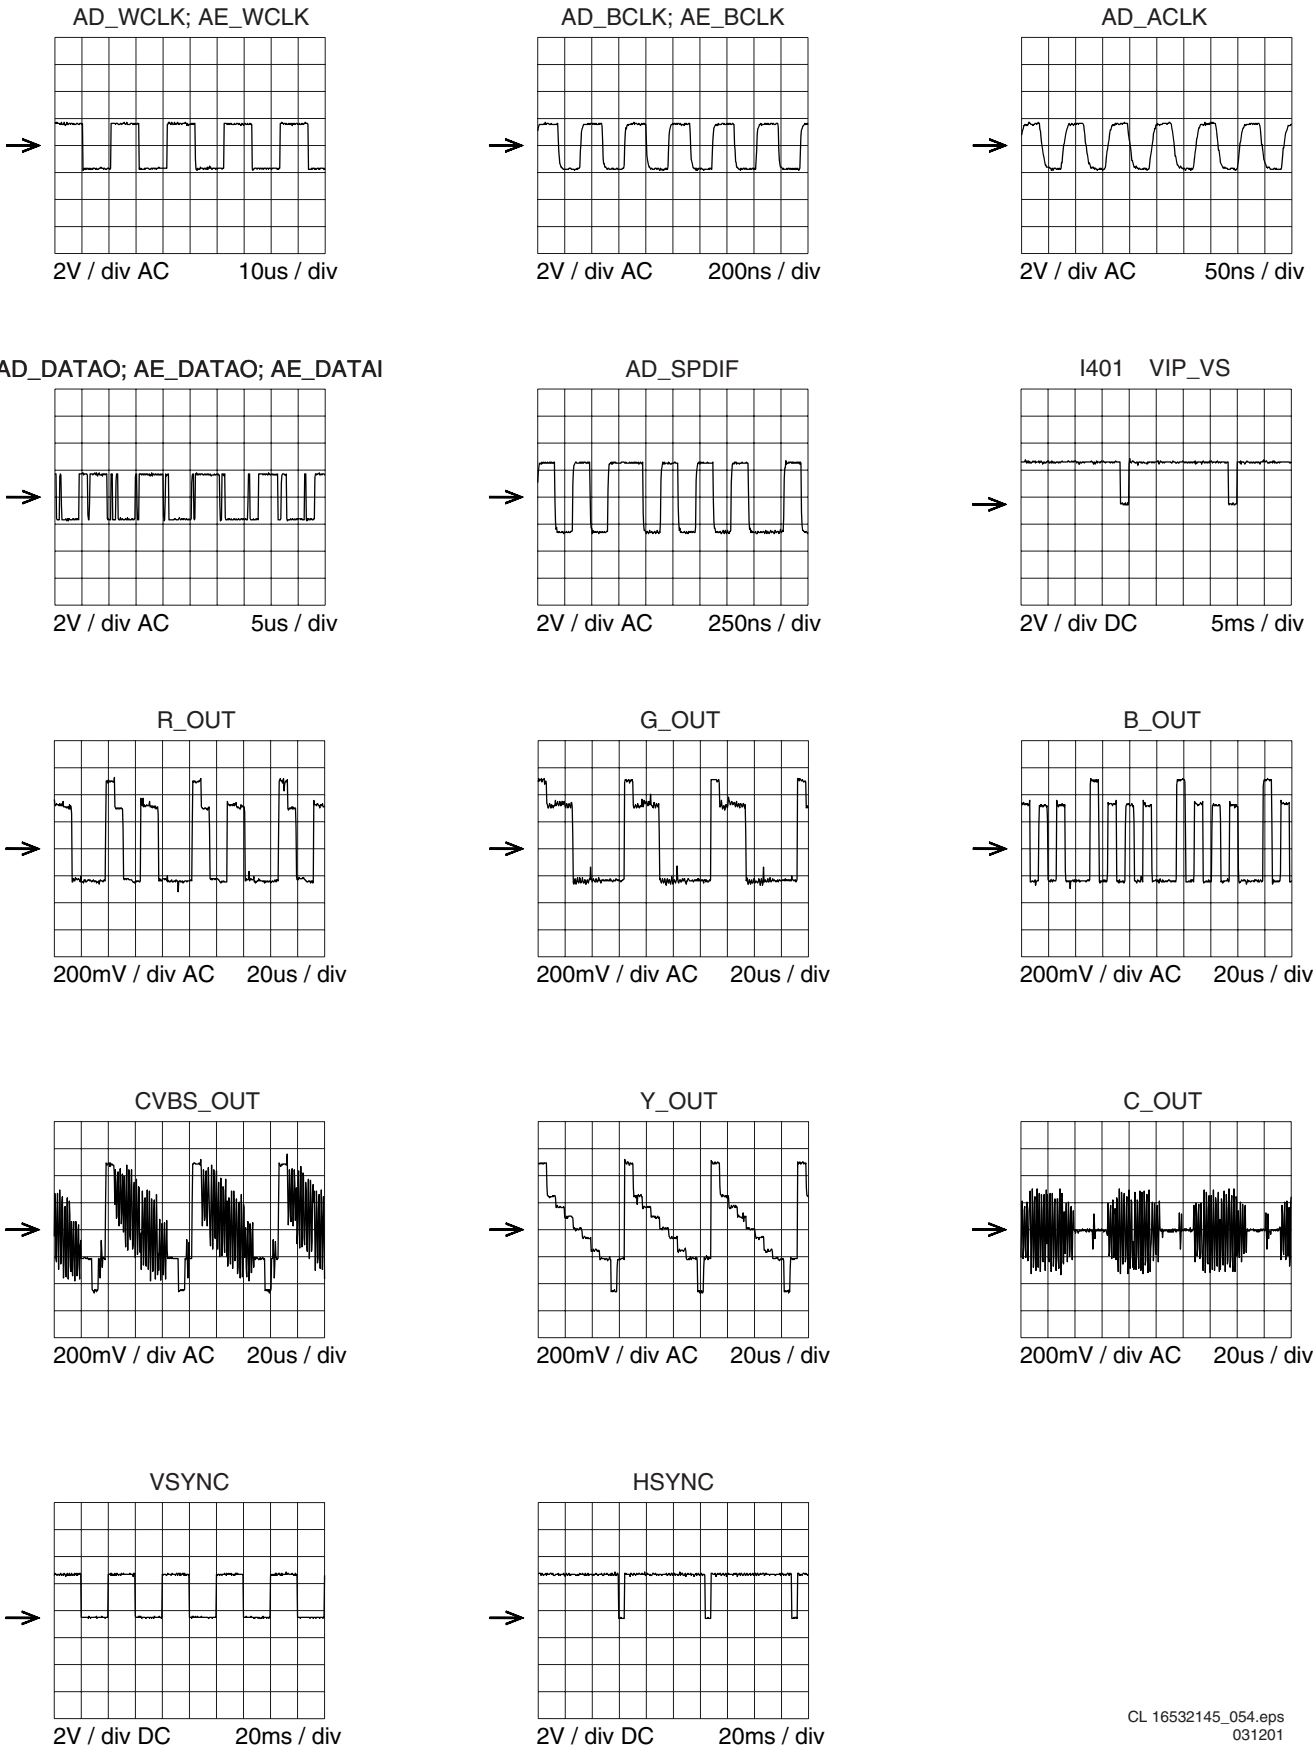 AD_WCLK; AE_WCLK
AD_BCLK; AE_BCLK
AD_ACLK
2V / div AC 10us / div
2V / div AC 200ns / div
2V / div AC 50ns / div
AD_DATAO; AE_DATAO; AE_DATAI
AD_SPDIF
I401 VIP_VS
2V / div AC 5us / div
2V / div AC 250ns / div
2V / div DC 5ms / div
R_OUT
G_OUT
B_OUT
200mV / div AC 20us / div
200mV / div AC 20us / div
200mV / div AC 20us / div
CVBS_OUT
Y_OUT
C_OUT
200mV / div AC 20us / div
200mV / div AC 20us / div
200mV / div AC 20us / div
VSYNC
HSYNC
2V / div DC 20ms / div
2V / div DC 20ms / div
CL 16532145_054.eps
031201